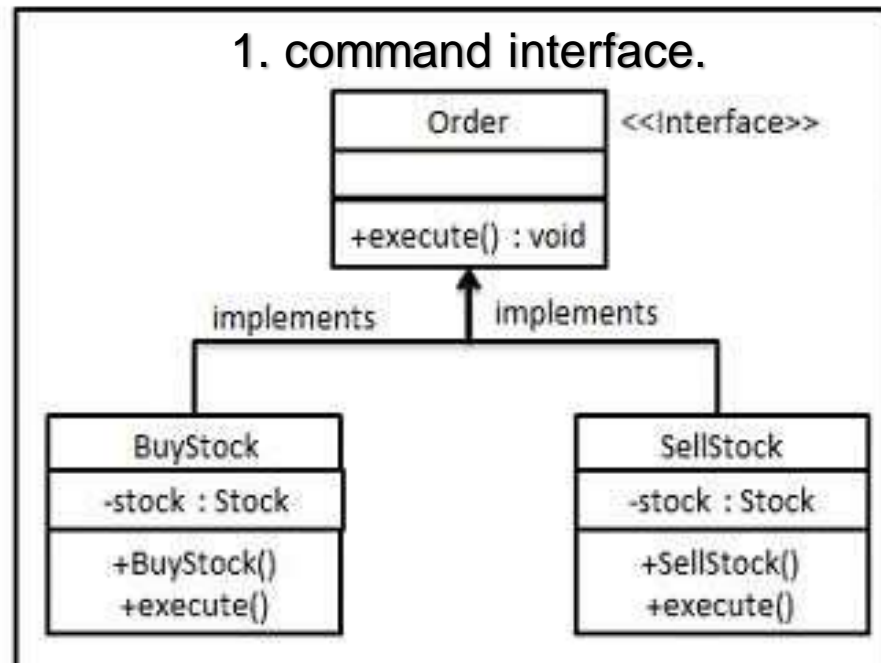 1. command interface.
Order
<<Interface>>
+execute() : void
implements
implements
BuyStock
-stock : Stock
+BuyStock()
+execute()
SellStock
-stock : Stock
+SellStock()
+execute()